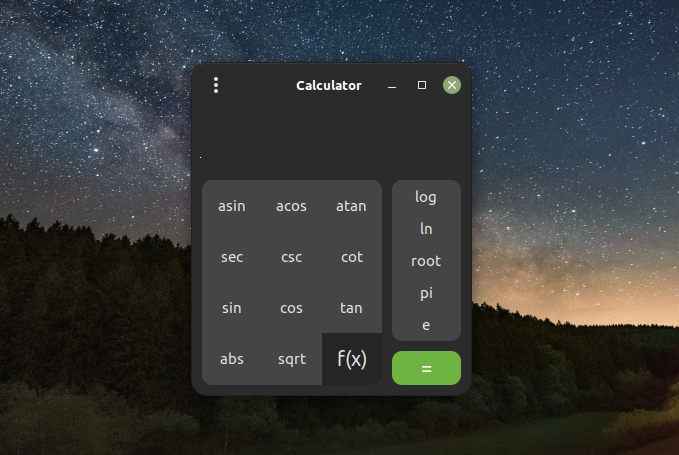 Calculator
asin acos atan log
ln
sec csc cot root
pi
sin cos tan e
abs sqrt f(x) =